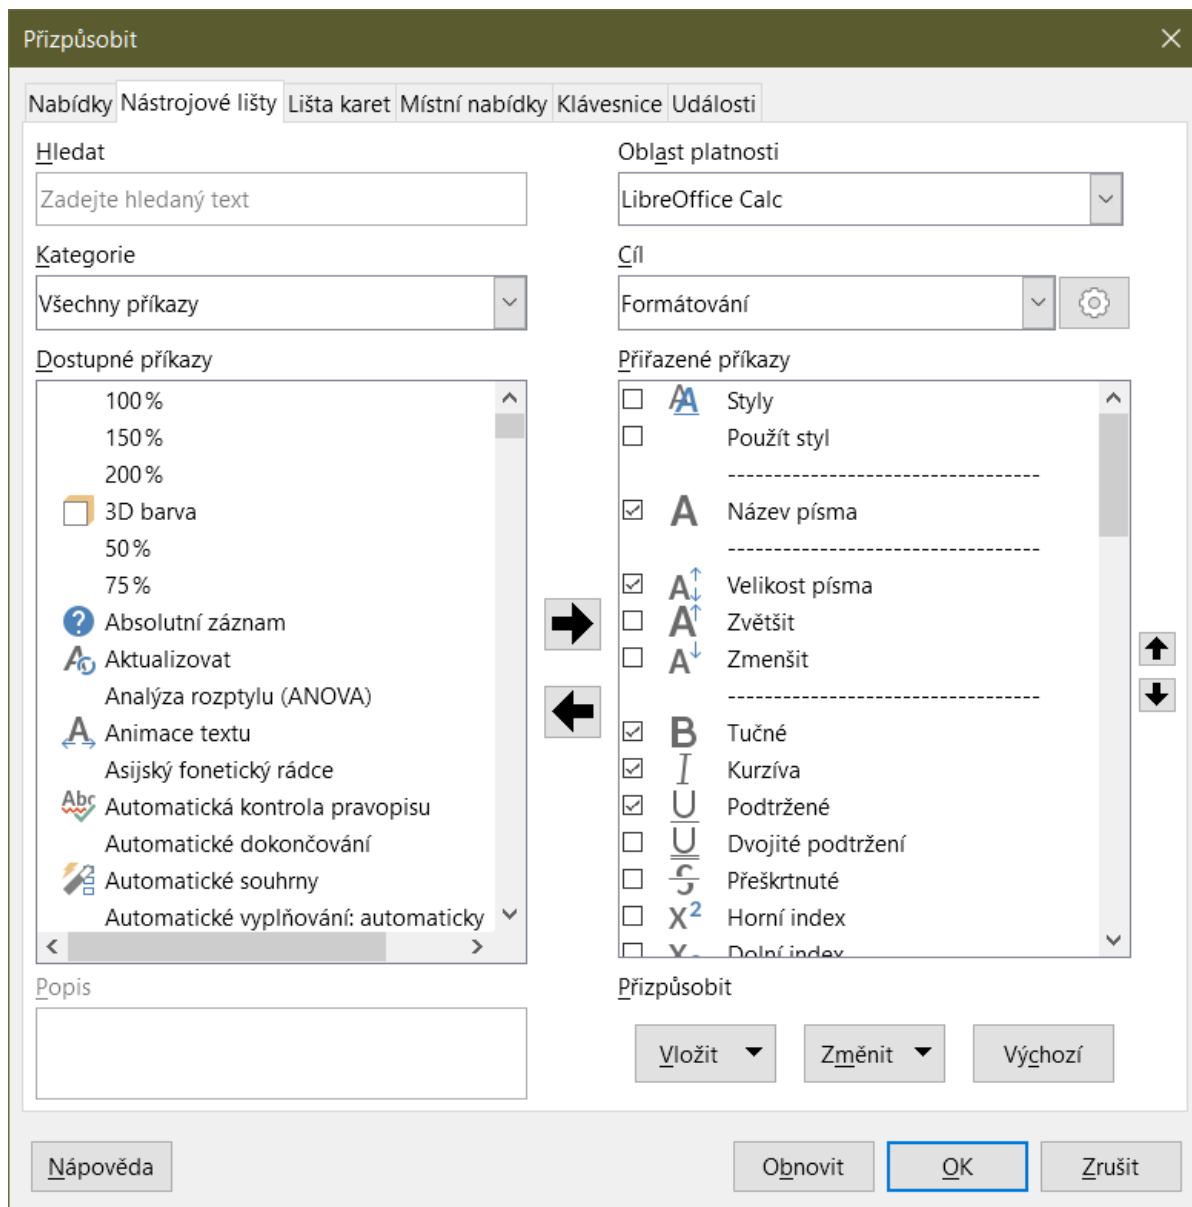 Přizpůsobit
Nabídky Nástrojové lišty Lišta karet Místní nabídky Klávesnice Události
Hledat
Zadejte hledaný text
Kategorie
Všechny příkazy
Dostupné příkazy
100 %
150 %
200 %
3D barva
50 %
75 %
Absolutní záznam
Aktualizovat
Analýza rozptylu (ANOVA)
Animace textu
Asijský fonetický rádce
Automatická kontrola pravopisu
Automatické dokončování
Automatické souhrny
Automatické vyplňování: automaticky
Popis
Oblast platnosti
LibreOffice Calc
Cíl
Formátování
Přiřazené příkazy
Styly
Použít styl
----------------------------------
Název písma
----------------------------------
Velikost písma
Zvětšit
Zmenšit
----------------------------------
Tučné
Kurzíva
Podtržené
Dvojité podtržení
Přeškrtnuté
Horní index
Dolní index
Přizpůsobit
Vložit Změnit Výchozí
Nápověda Obnovit OK Zrušit